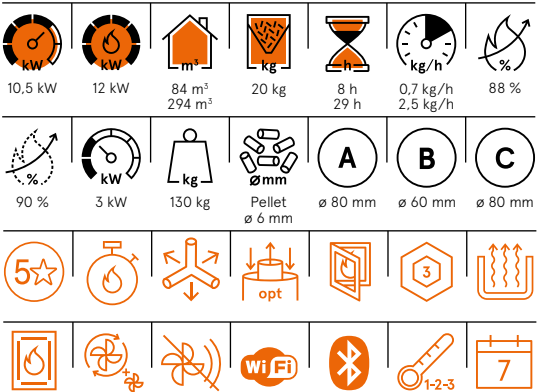 kW
kW
m³
kg
h
kg/h
%
10,5 kW
12 kW
84 m³
294 m³
20 kg
8 h
29 h
0,7 kg/h
2,5 kg/h
88 %
%
kW
kg
ømm
A
B
C
90 %
3 kW
130 kg
Pellet
ø 6 mm
ø 80 mm
ø 60 mm
ø 80 mm
5
opt
3
WiFi
1-2-3
7